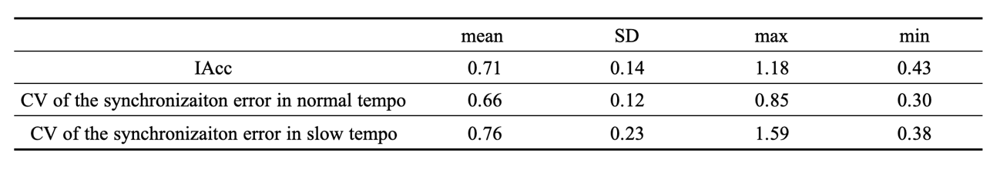 mean SD max min
IAcc 0.71 0.14 1.18 0.43
CV of the synchronizaiton error in normal tempo 0.66 0.12 0.85 0.30
CV of the synchronizaiton error in slow tempo 0.76 0.23 1.59 0.38